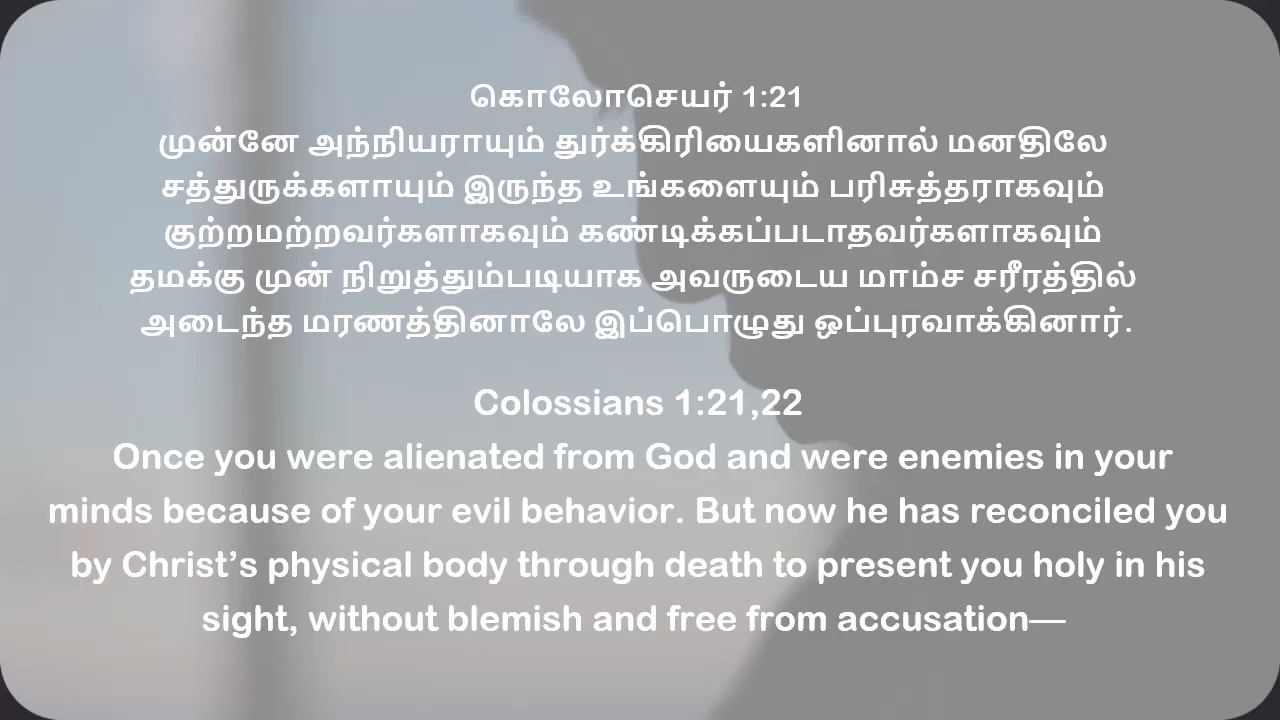 கொலோசெயர் 1:21
முன்னே அந்நியராயும் துர்க்கிரியைகளினால் மனதிலே
சத்துருக்களாயும் இருந்த உங்களையும் பரிசுத்தராகவும்
குற்றமற்றவர்களாகவும் கண்டிக்கப்படாதவர்களாகவும்
தமக்கு முன் நிறுத்தும்படியாக அவருடைய மாம்ச சரீரத்தில்
அடைந்த மரணத்தினாலே இப்பொழுது ஒப்புரவாக்கினார்.
Colossians 1:21,22
Once you were alienated from God and were enemies in your
minds because of your evil behavior. But now he has reconciled you
by Christ’s physical body through death to present you holy in his
sight, without blemish and free from accusation—